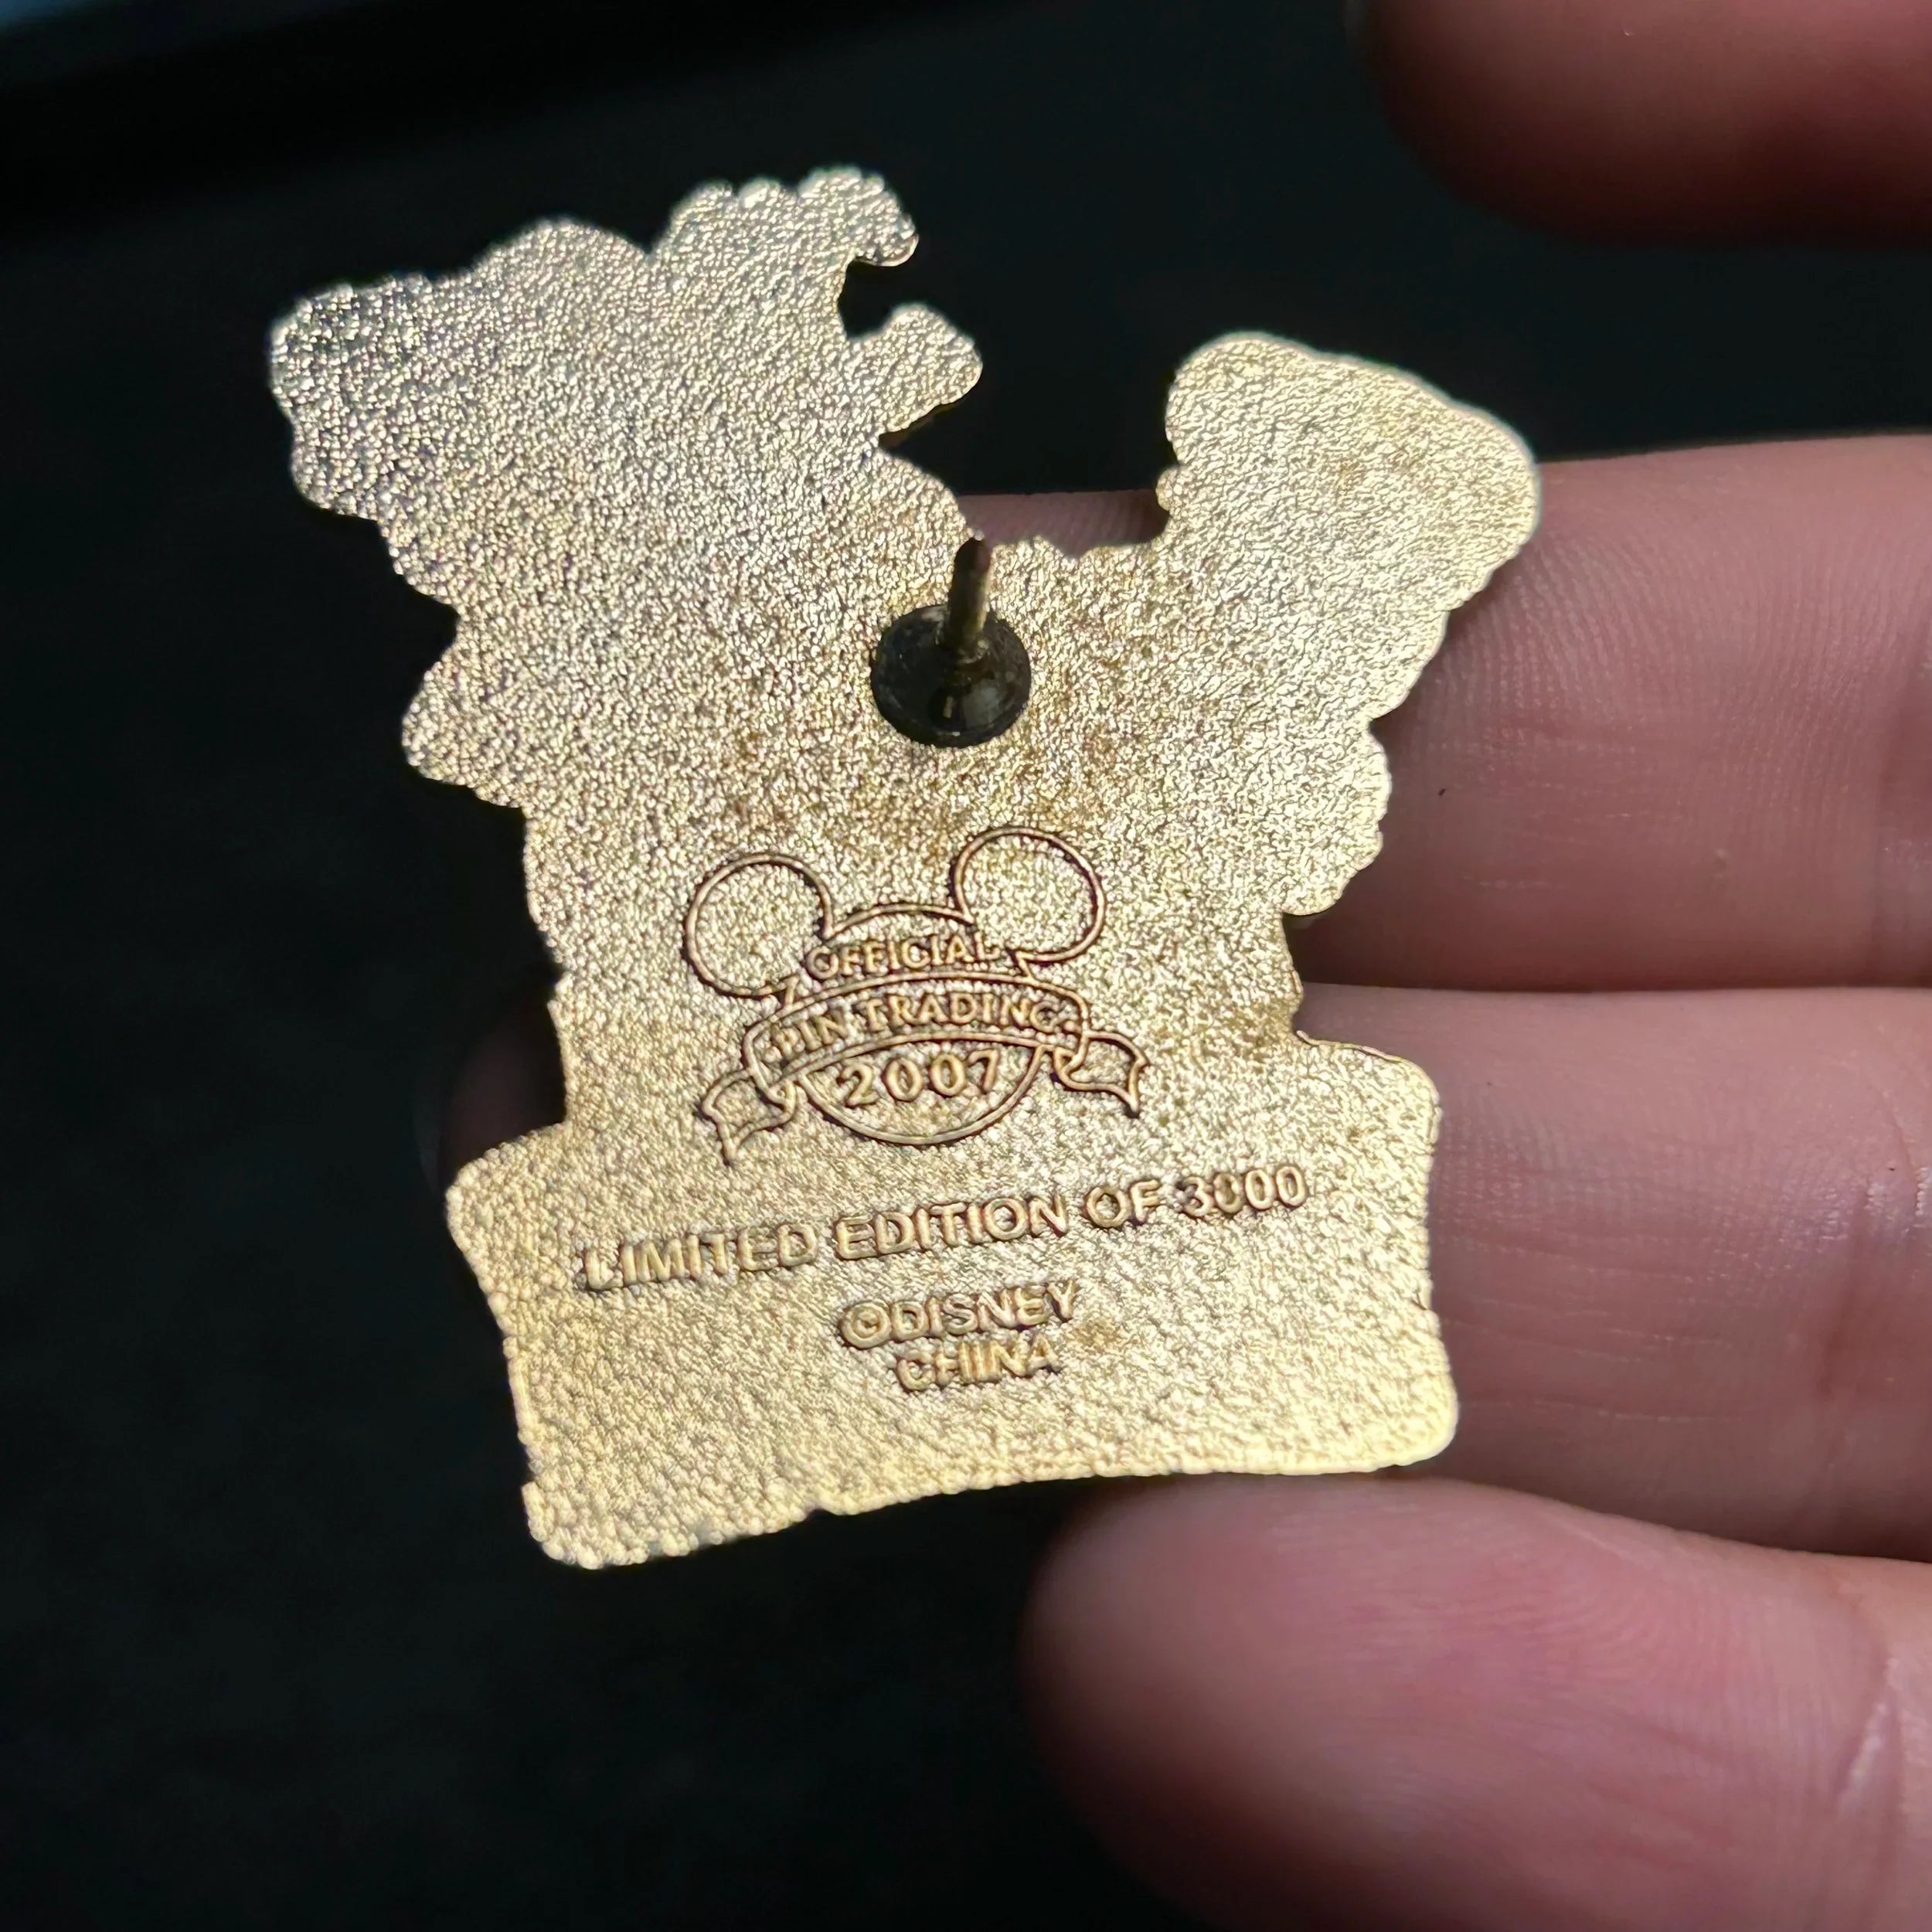 OFFICIAL
PIN TRADING
2007
LIMITED EDITION OF 3000
©DISNEY
CHINA